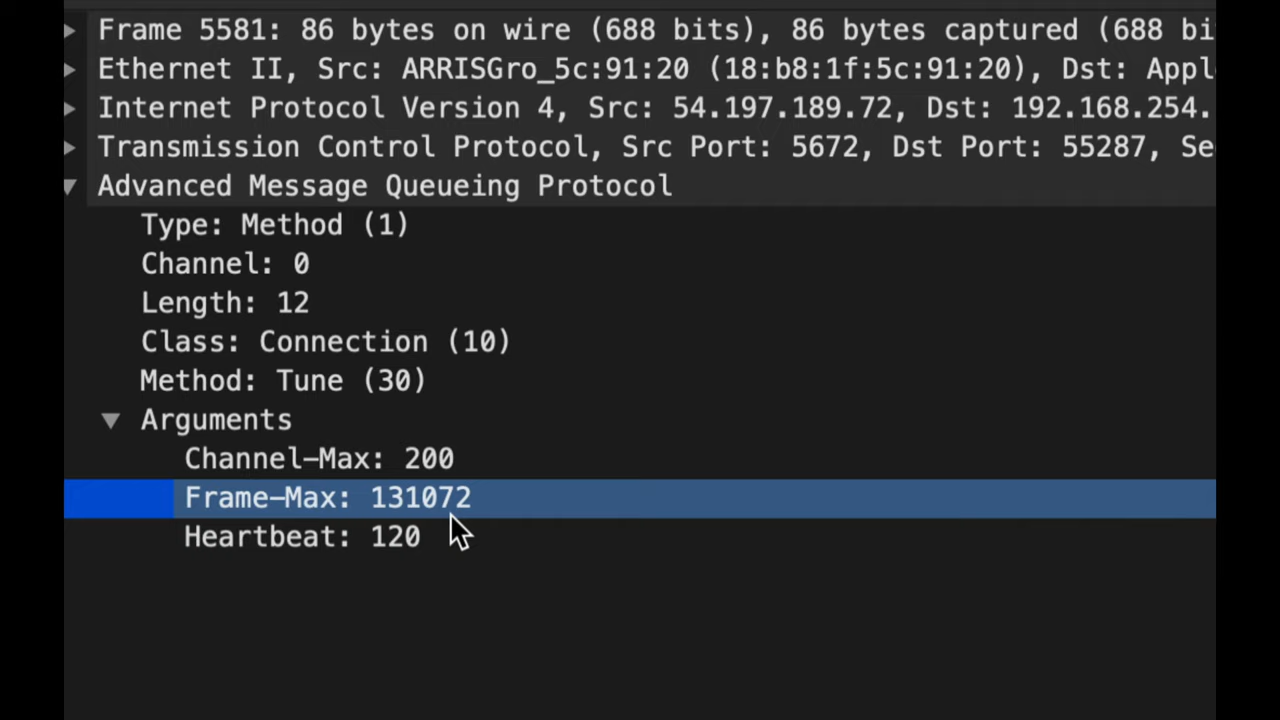 Frame 5581: 86 bytes on wire (688 bits), 86 bytes captured (688 bi
Ethernet II, Src: ARRISGro_5c:91:20 (18:b8:1f:5c:91:20), Dst: Appl
Internet Protocol Version 4, Src: 54.197.189.72, Dst: 192.168.254.
Transmission Control Protocol, Src Port: 5672, Dst Port: 55287, Se
Advanced Message Queueing Protocol
Type: Method (1)
Channel: 0
Length: 12
Class: Connection (10)
Method: Tune (30)
Arguments
Channel-Max: 200
Frame-Max: 131072
Heartbeat: 120